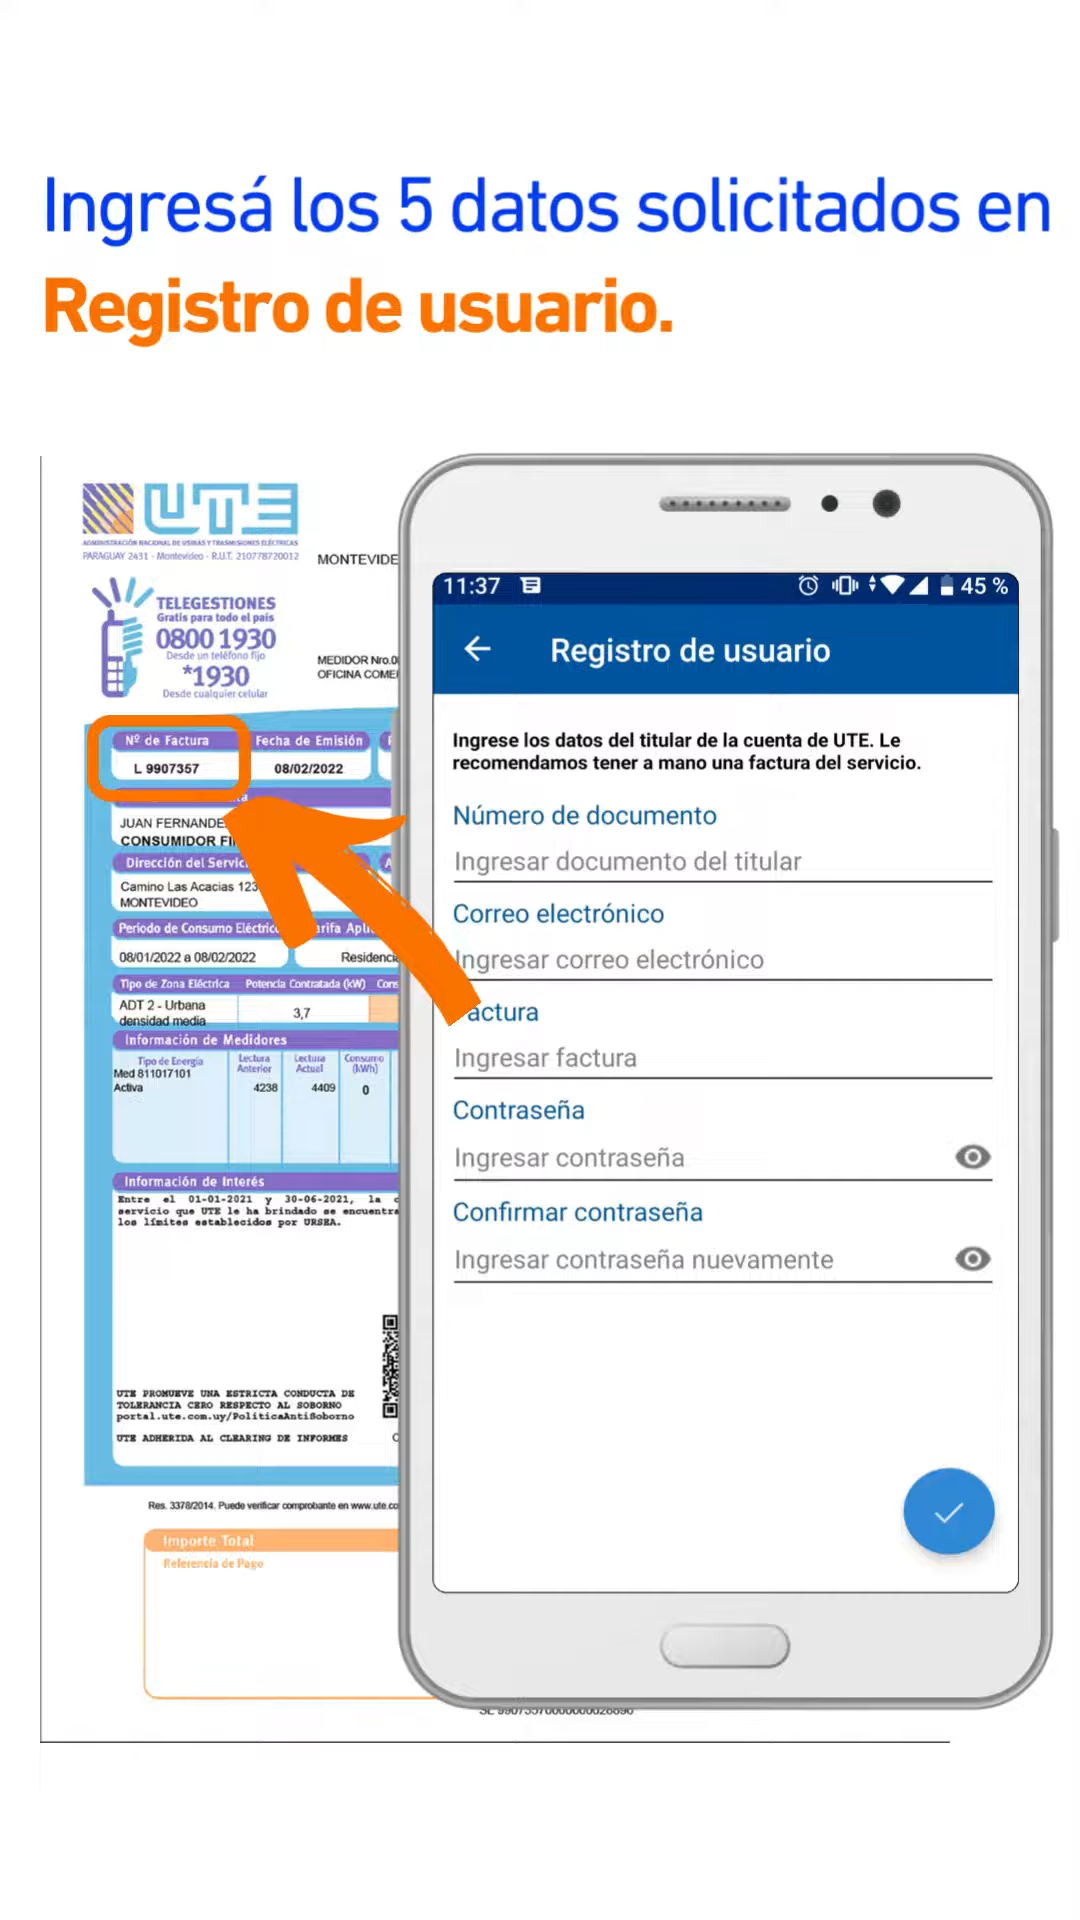 Ingresá los 5 datos solicitados en
Registro de usuario.
UTE
ADMINISTRACIÓN NACIONAL DE USINAS Y TRASMISIONES ELÉCTRICAS
PARAGUAY 2431 - Montevideo - R.U.T. 210778720012
MONTEVIDE
TELEGESTIONES
Gratis para todo el país
0800 1930
Desde un teléfono fijo
*1930
Desde cualquier celular
MEDIDOR Nro.0
OFICINA COME
Nº de Factura
Fecha de Emisión
L 9907357
08/02/2022
JUAN FERNANDE
CONSUMIDOR FI
Dirección del Servic
Camino Las Acacias 123
MONTEVIDEO
Período de Consumo Eléctric
arifa Apli
08/01/2022 a 08/02/2022
Residenci
Tipo de Zona Eléctrica
Potencia Contratada (kW)
Cons
ADT 2 - Urbana
densidad media
3,7
Información de Medidores
Tipo de Energía
Lectura Anterior
Lectura Actual
Consumo (kWh)
Med 811017101
Activa
4238
4409
0
Información de Interés
Entre el 01-01-2021 y 30-06-2021, la c
servicio que UTE le ha brindado se encuentra
los límites establecidos por URSEA.
UTE PROMUEVE UNA ESTRICTA CONDUCTA DE
TOLERANCIA CERO RESPECTO AL SOBORNO
portal.ute.com.uy/PoliticaAntiSoborno
UTE ADHERIDA AL CLEARING DE INFORMES
Res. 3378/2014. Puede verificar comprobante en www.ute.co
Importe Total
Referencia de Pago
11:37
45 %
Registro de usuario
Ingrese los datos del titular de la cuenta de UTE. Le
recomendamos tener a mano una factura del servicio.
Número de documento
Ingresar documento del titular
Correo electrónico
Ingresar correo electrónico
actura
Ingresar factura
Contraseña
Ingresar contraseña
Confirmar contraseña
Ingresar contraseña nuevamente